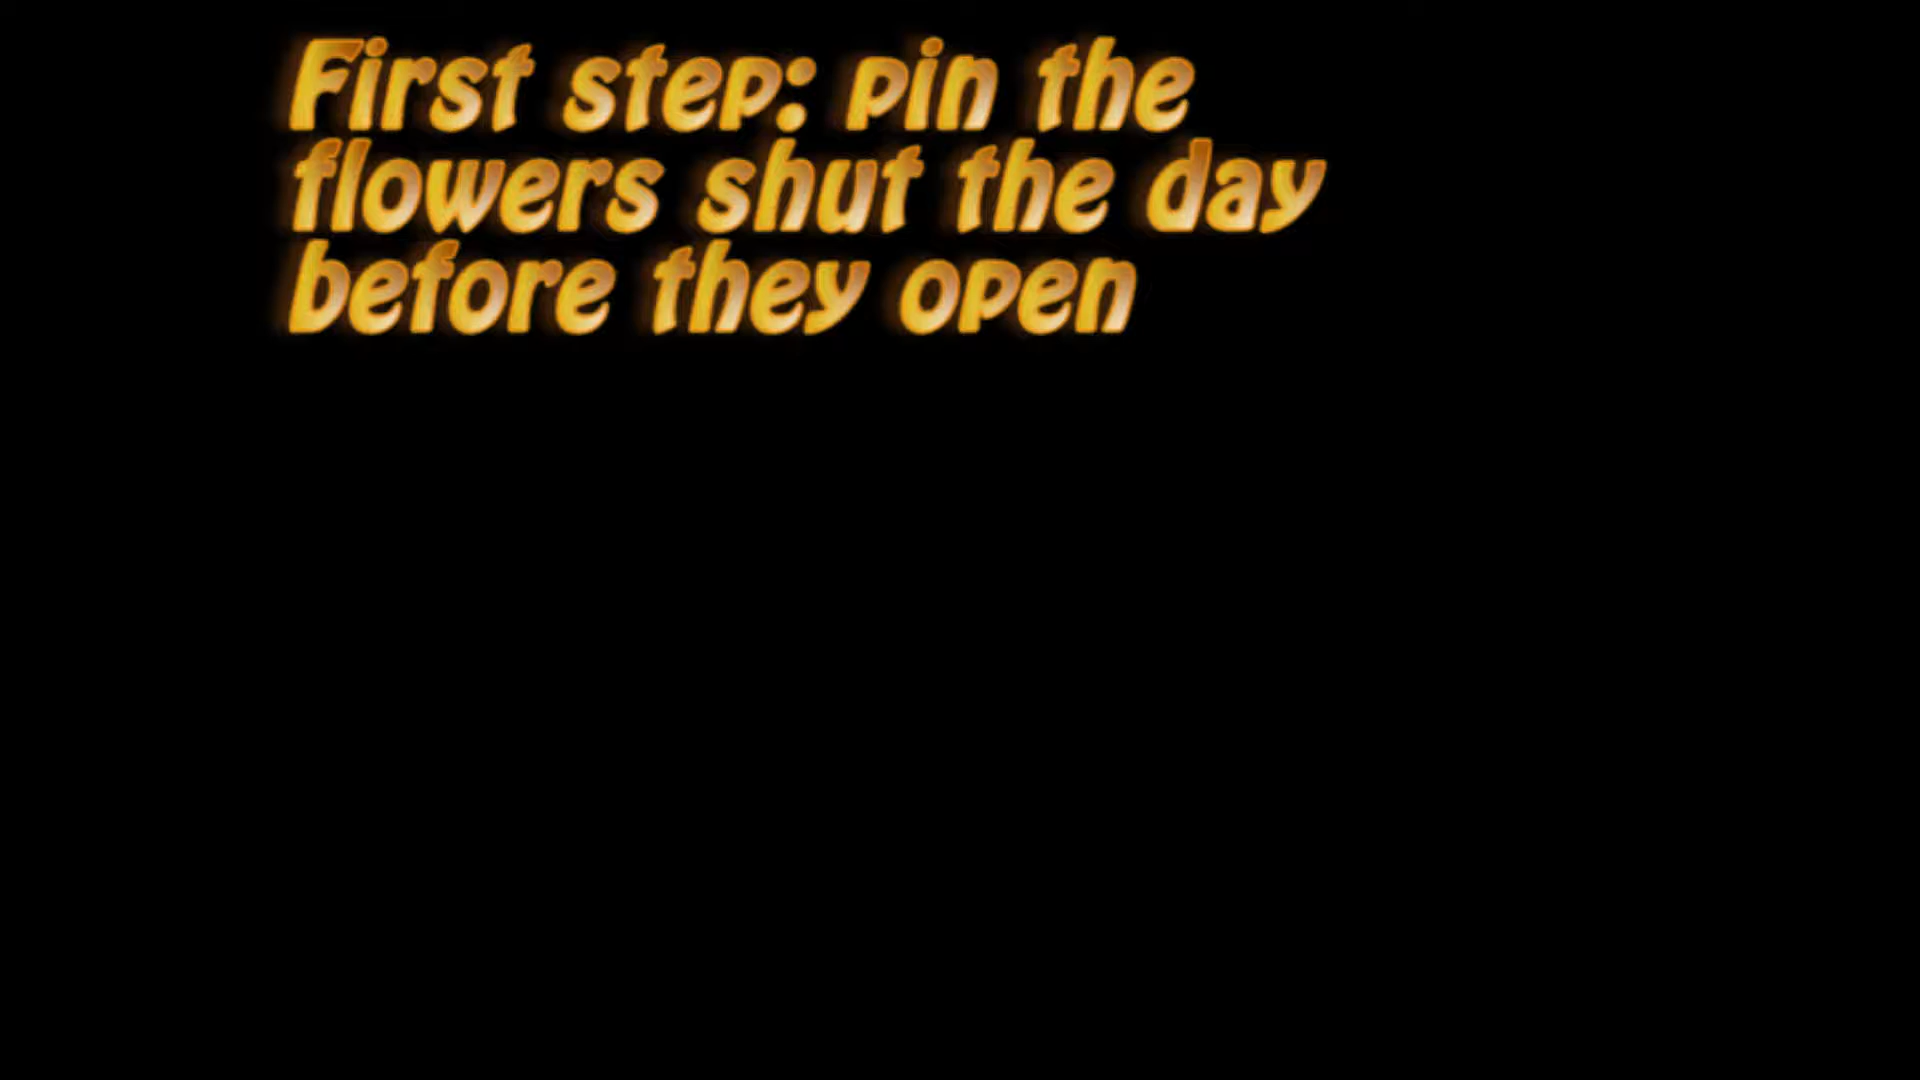 First step: pin the
flowers shut the day
before they open